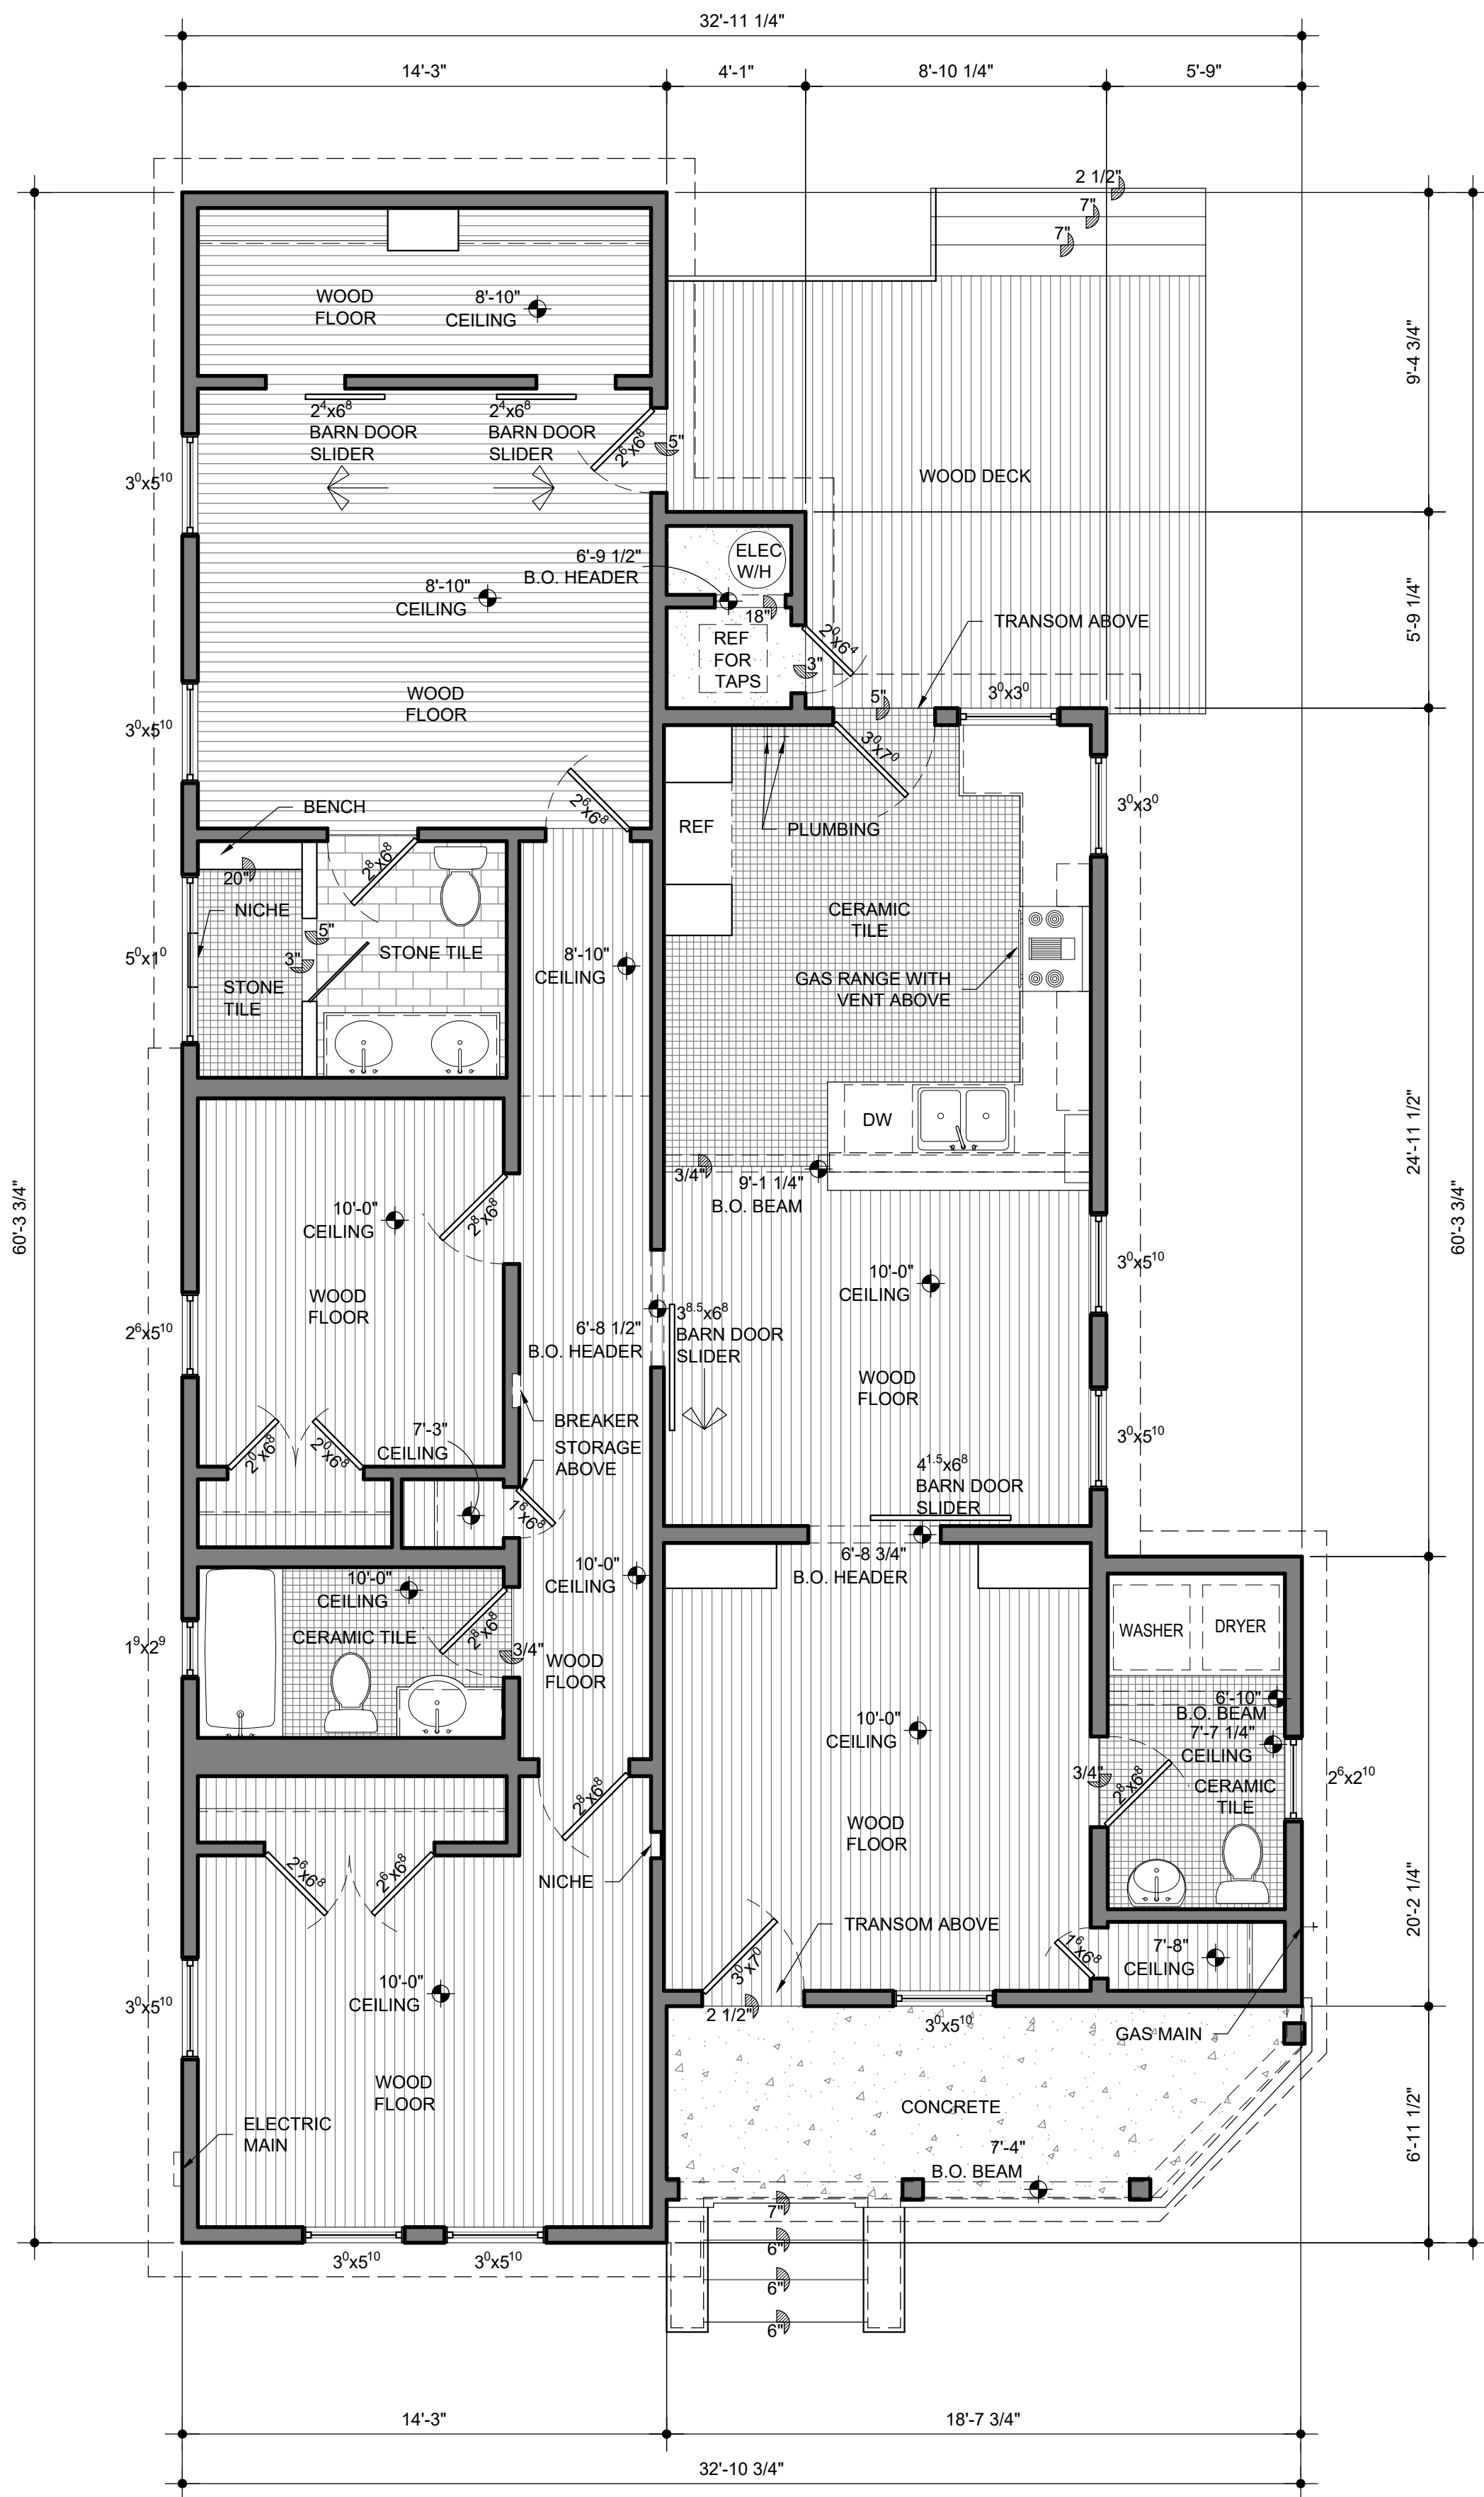 32'-11 1/4"
14'-3"
4'-1"
8'-10 1/4"
5'-9"
2 1/2"
7"
7"
WOOD
FLOOR
8'-10"
CEILING
9'-4 3/4"
2⁴x6⁸
BARN DOOR
SLIDER
2⁴x6⁸
BARN DOOR
SLIDER
2⁶x6⁸
5"
3⁰x5¹⁰
WOOD DECK
6'-9 1/2"
B.O. HEADER
ELEC
W/H
8'-10"
CEILING
18"
REF
FOR
TAPS
2⁰x6⁴
3"
TRANSOM ABOVE
5'-9 1/4"
WOOD
FLOOR
3⁰x5¹⁰
5"
3⁰x3⁰
3⁰x7⁰
2⁶x6⁸
BENCH
REF
PLUMBING
3⁰x3⁰
20"
2⁸x6⁸
NICHE
5"
STONE TILE
3"
5⁰x1⁰
STONE
TILE
8'-10"
CEILING
CERAMIC
TILE
GAS RANGE WITH
VENT ABOVE
DW
24'-11 1/2"
3/4"
9'-1 1/4"
B.O. BEAM
10'-0"
CEILING
2⁸x6⁸
60'-3 3/4"
60'-3 3/4"
WOOD
FLOOR
2⁶x5¹⁰
10'-0"
CEILING
3⁰x5¹⁰
6'-8 1/2"
B.O. HEADER
3⁸·⁵x6⁸
BARN DOOR
SLIDER
WOOD
FLOOR
BREAKER
7'-3"
CEILING
STORAGE
ABOVE
2⁰x6⁸
2⁰x6⁸
3⁰x5¹⁰
4¹·⁵x6⁸
BARN DOOR
SLIDER
1⁶x6⁸
6'-8 3/4"
B.O. HEADER
10'-0"
CEILING
10'-0"
CEILING
CERAMIC TILE
2⁸x6⁸
3/4"
1⁹x2⁹
WOOD
FLOOR
WASHER
DRYER
6'-10"
B.O. BEAM
7'-7 1/4"
CEILING
10'-0"
CEILING
3/4"
2⁸x6⁸
CERAMIC
TILE
2⁶x2¹⁰
2⁸x6⁸
WOOD
FLOOR
2⁶x6⁸
2⁶x6⁸
NICHE
20'-2 1/4"
TRANSOM ABOVE
3⁰x7⁰
1⁶x6⁸
7'-8"
CEILING
10'-0"
CEILING
3⁰x5¹⁰
2 1/2"
3⁰x5¹⁰
GAS MAIN
WOOD
FLOOR
CONCRETE
ELECTRIC
MAIN
7'-4"
B.O. BEAM
6'-11 1/2"
7"
6"
6"
6"
3⁰x5¹⁰
3⁰x5¹⁰
14'-3"
18'-7 3/4"
32'-10 3/4"